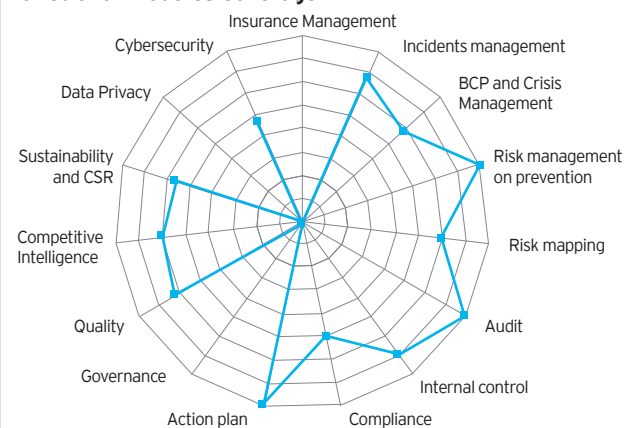 Insurance Management
Incidents management
BCP and Crisis
Management
Risk management
on prevention
Risk mapping
Audit
Internal control
Compliance
Action plan
Governance
Quality
Competitive
Intelligence
Sustainability
and CSR
Data Privacy
Cybersecurity